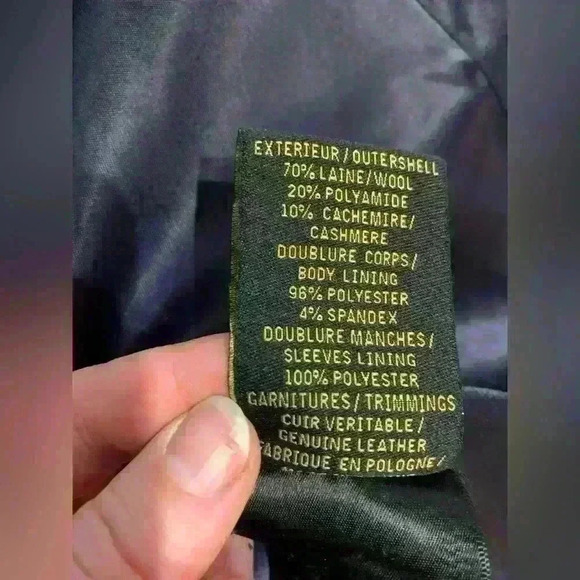 EXTERIEUR/OUTERSHELL
70% LAINE/WOOL
20% POLYAMIDE
10% CACHEMIRE/
CASHMERE
DOUBLURE CORPS/
BODY LINING
96% POLYESTER
4% SPANDEX
DOUBLURE MANCHES/
SLEEVES LINING
100% POLYESTER
GARNITURES/TRIMMINGS
CUIR VERITABLE/
GENUINE LEATHER
FABRIQUE EN POLOGNE/